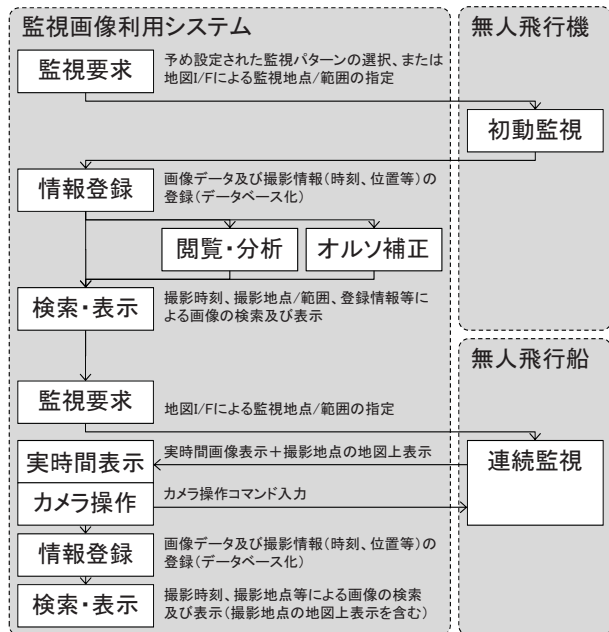 監視画像利用システム
無人飛行機
監視要求
予め設定された監視パターンの選択、または
地図I/Fによる監視地点/範囲の指定
初動監視
情報登録
画像データ及び撮影情報(時刻、位置等)の
登録(データベース化)
閲覧・分析
オルソ補正
検索・表示
撮影時刻、撮影地点/範囲、登録情報等に
よる画像の検索及び表示
無人飛行船
監視要求
地図I/Fによる監視地点/範囲の指定
実時間表示
実時間画像表示+撮影地点の地図上表示
連続監視
カメラ操作
カメラ操作コマンド入力
情報登録
画像データ及び撮影情報(時刻、位置等)の
登録(データベース化)
検索・表示
撮影時刻、撮影地点等による画像の検索
及び表示(撮影地点の地図上表示を含む)